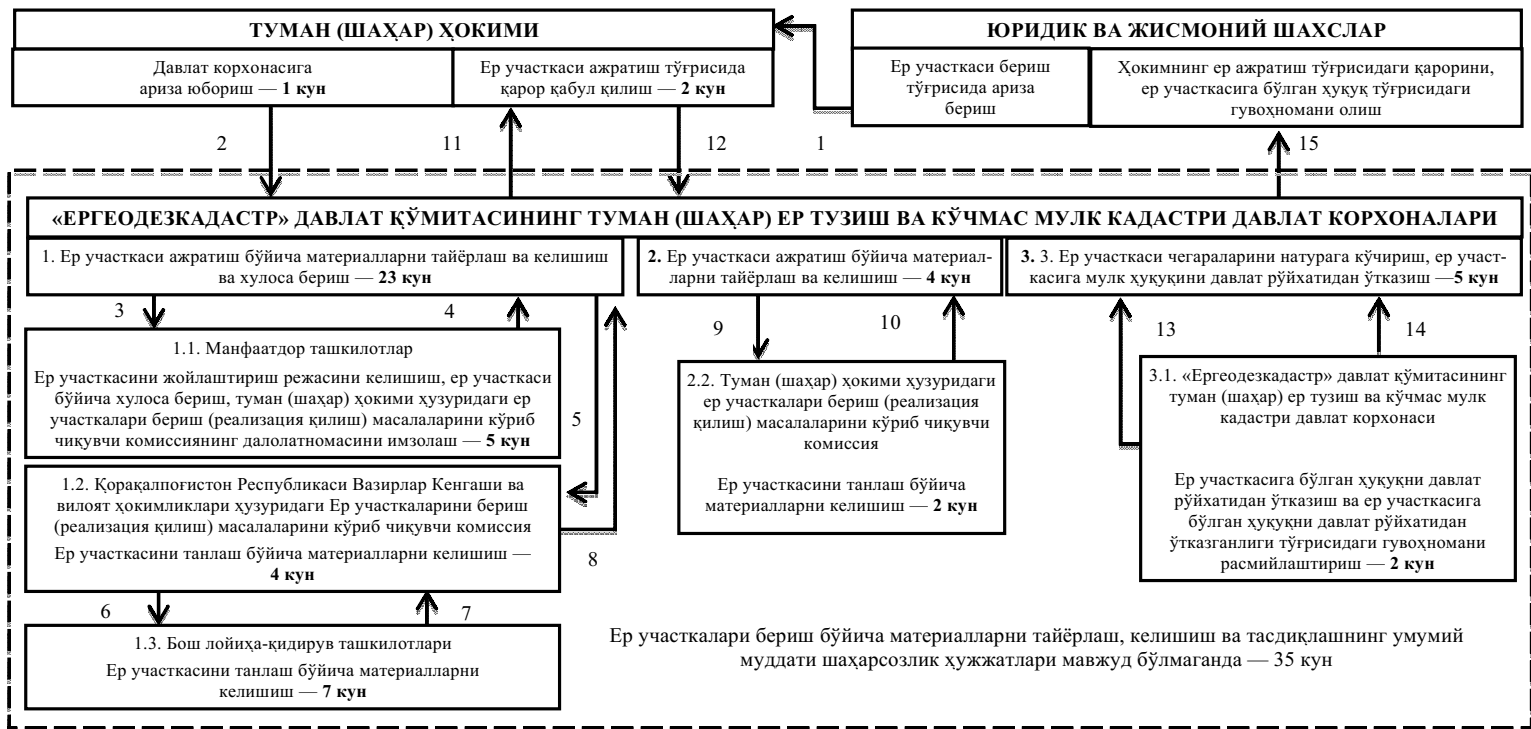 ТУМАН (ШАҲАР) ҲОКИМИ
Давлат корхонасига
ариза юбориш — 1 кун
Ер участкаси ажратиш тўғрисида
қарор қабул қилиш — 2 кун
ЮРИДИК ВА ЖИСМОНИЙ ШАХСЛАР
Ер участкаси бериш
тўғрисида ариза
бериш
Ҳокимнинг ер ажратиш тўғрисидаги қарорини,
ер участкасига бўлган ҳуқуқ тўғрисидаги
гувоҳномани олиш
2
11
12
1
15
«ЕРГЕОДЕЗКАДАСТР» ДАВЛАТ ҚЎМИТАСИНИНГ ТУМАН (ШАҲАР) ЕР ТУЗИШ ВА КЎЧМАС МУЛК КАДАСТРИ ДАВЛАТ КОРХОНАЛАРИ
1. Ер участкаси ажратиш бўйича материалларни тайёрлаш ва келишиш
ва хулоса бериш — 23 кун
2. Ер участкаси ажратиш бўйича материал-
ларни тайёрлаш ва келишиш — 4 кун
3. 3. Ер участкаси чегараларини натурага кўчириш, ер участ-
касига мулк ҳуқуқини давлат рўйхатидан ўтказиш —5 кун
3
4
9
10
13
14
1.1. Манфаатдор ташкилотлар
Ер участкасини жойлаштириш режасини келишиш, ер участкаси
бўйича хулоса бериш, туман (шаҳар) ҳокими ҳузуридаги ер
участкалари бериш (реализация қилиш) масалаларини кўриб
чиқувчи комиссиянинг далолатномасини имзолаш — 5 кун
5
1.2. Қорақалпоғистон Республикаси Вазирлар Кенгаши ва
вилоят ҳокимликлари ҳузуридаги Ер участкаларини бериш
(реализация қилиш) масалаларини кўриб чиқувчи комиссия
Ер участкасини танлаш бўйича материалларни келишиш —
4 кун
8
6
7
1.3. Бош лойиҳа-қидирув ташкилотлари
Ер участкасини танлаш бўйича материалларни
келишиш — 7 кун
2.2. Туман (шаҳар) ҳокими ҳузуридаги
ер участкалари бериш (реализация
қилиш) масалаларини кўриб чиқувчи
комиссия
Ер участкасини танлаш бўйича
материалларни келишиш — 2 кун
3.1. «Ергеодезкадастр» давлат қўмитасининг
туман (шаҳар) ер тузиш ва кўчмас мулк
кадастри давлат корхонаси
Ер участкасига бўлган ҳуқуқни давлат
рўйхатидан ўтказиш ва ер участкасига
бўлган ҳуқуқни давлат рўйхатидан
ўтказганлиги тўғрисидаги гувоҳномани
расмийлаштириш — 2 кун
Ер участкалари бериш бўйича материалларни тайёрлаш, келишиш ва тасдиқлашнинг умумий
муддати шаҳарсозлик ҳужжатлари мавжуд бўлмаганда — 35 кун